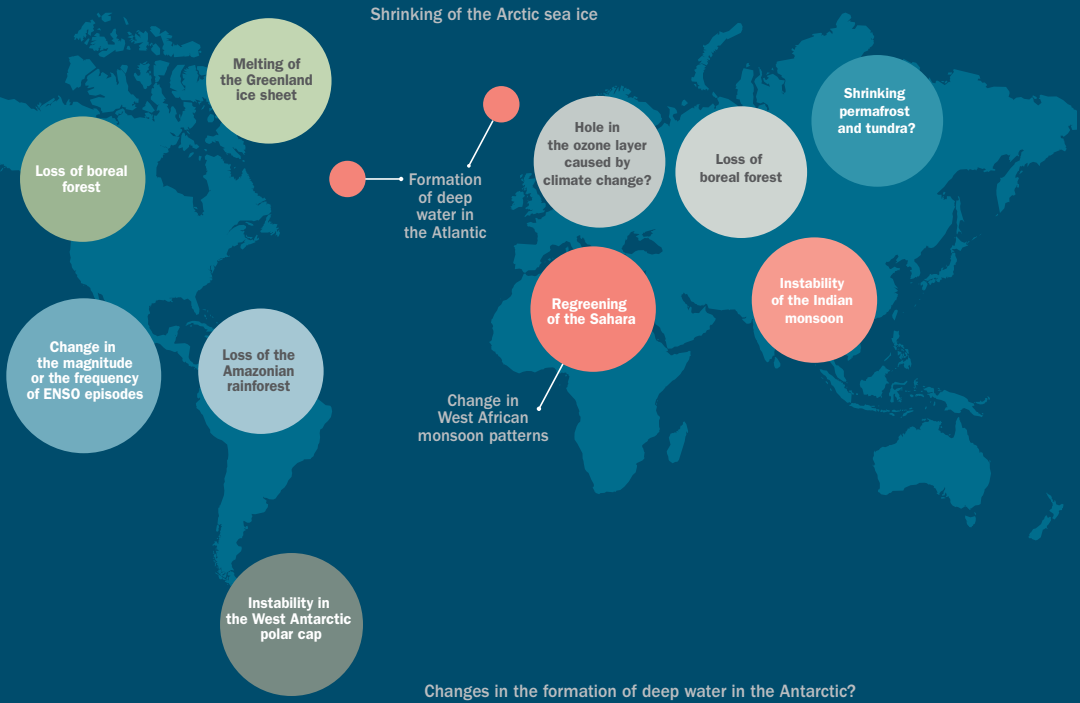 Shrinking of the Arctic sea ice
Melting of
the Greenland
ice sheet
Shrinking
permafrost
and tundra?
Hole in
the ozone layer
caused by
climate change?
Loss of
boreal forest
Loss of boreal
forest
Formation
of deep
water in
the Atlantic
Regreening
of the Sahara
Instability
of the Indian
monsoon
Change in
the magnitude
or the frequency
of ENSO episodes
Loss of the
Amazonian
rainforest
Change in
West African
monsoon patterns
Instability in
the West Antarctic
polar cap
Changes in the formation of deep water in the Antarctic?